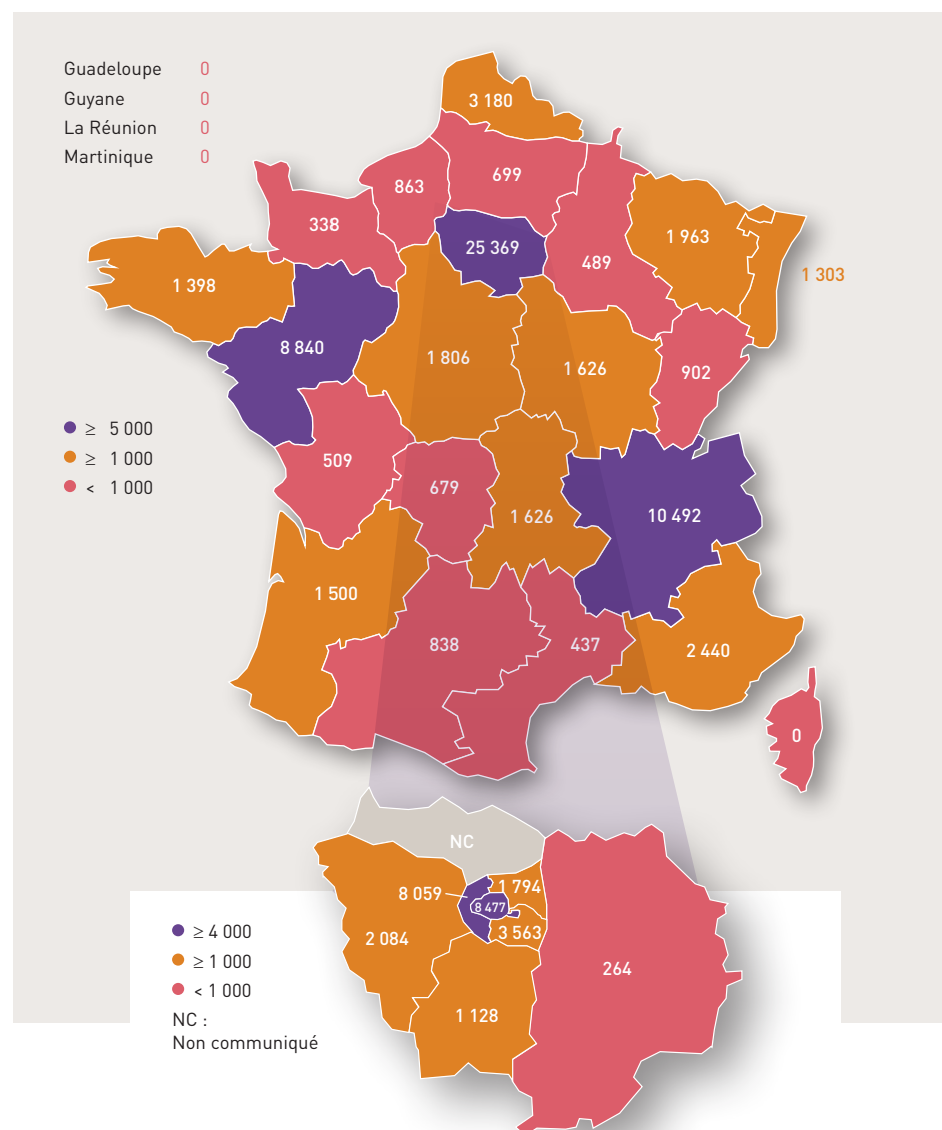 Guadeloupe 0
Guyane 0
La Réunion 0
Martinique 0
3 180
699
863
338
25 369
489
1 963
1 303
1 398
8 840
1 806
1 626
902
≥ 5 000
≥ 1 000
< 1 000
509
679
1 626
10 492
1 500
838
437
2 440
0
NC
8 059
1 794
8 477
3 563
2 084
264
1 128
≥ 4 000
≥ 1 000
< 1 000
NC :
Non communiqué